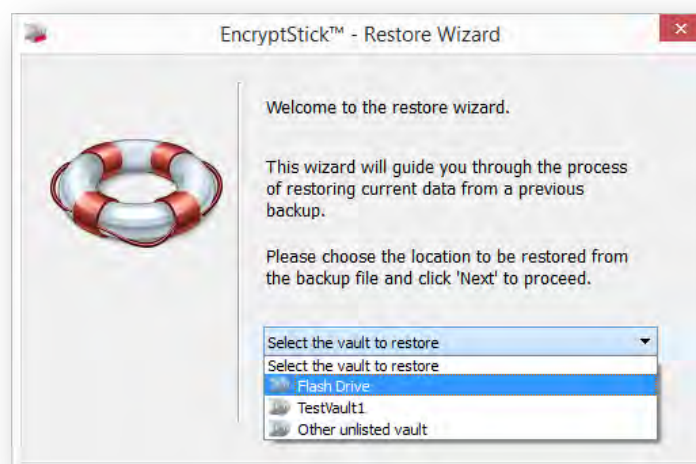 EncryptStick™ - Restore Wizard
Welcome to the restore wizard.
This wizard will guide you through the process
of restoring current data from a previous
backup.
Please choose the location to be restored from
the backup file and click 'Next' to proceed.
Select the vault to restore
Select the vault to restore
Flash Drive
TestVault1
Other unlisted vault